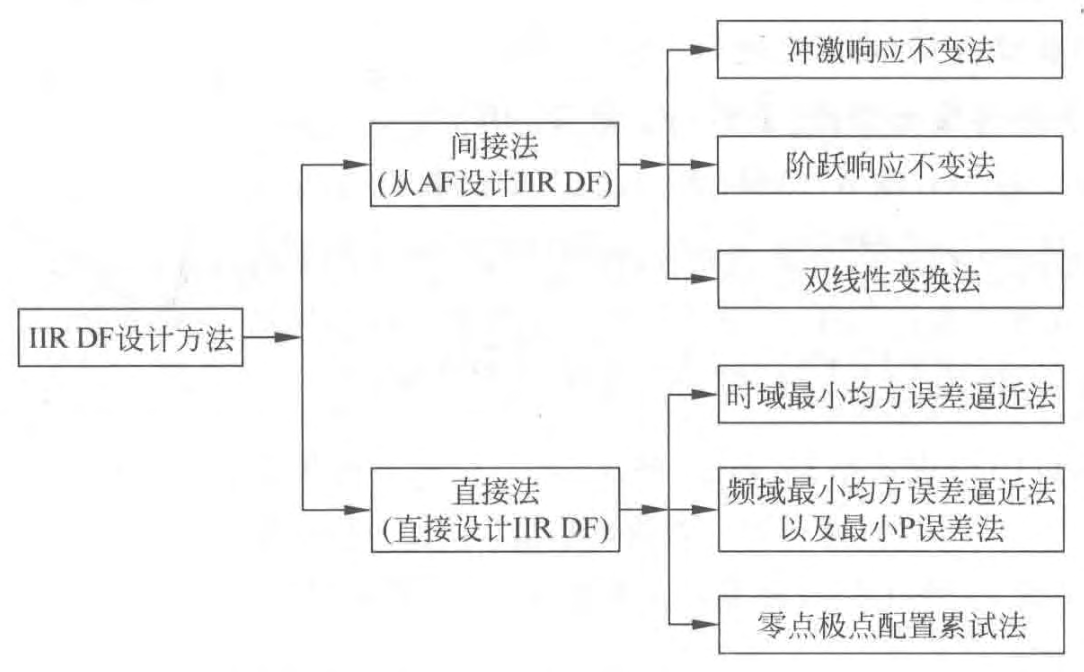 冲激响应不变法
间接法
(从AF设计IIR DF)
阶跃响应不变法
双线性变换法
IIR DF设计方法
时域最小均方误差逼近法
直接法
(直接设计IIR DF)
频域最小均方误差逼近法
以及最小P误差法
零点极点配置累试法